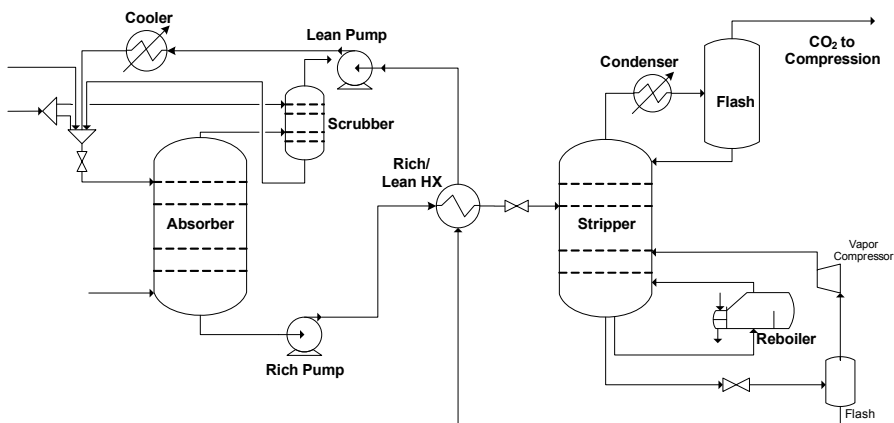 Cooler
Lean Pump
Condenser
CO₂ to
Compression
Flash
Scrubber
Rich/
Lean HX
Absorber
Stripper
Vapor
Compressor
Reboiler
Rich Pump
Flash